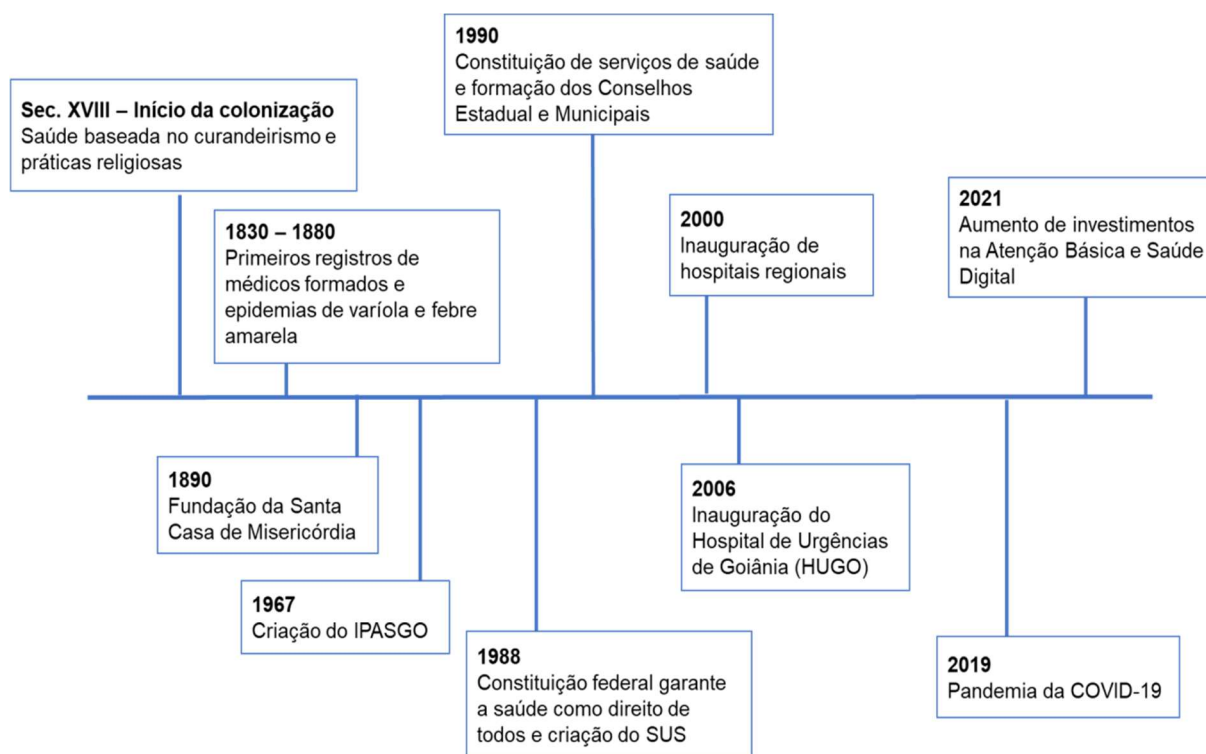 Sec. XVIII – Início da colonização
Saúde baseada no curandeirismo e
práticas religiosas
1830 – 1880
Primeiros registros de
médicos formados e
epidemias de varíola e febre
amarela
1890
Fundação da Santa
Casa de Misericórdia
1967
Criação do IPASGO
1988
Constituição federal garante
a saúde como direito de
todos e criação do SUS
1990
Constituição de serviços de saúde
e formação dos Conselhos
Estadual e Municipais
2000
Inauguração de
hospitais regionais
2006
Inauguração do
Hospital de Urgências
de Goiânia (HUGO)
2019
Pandemia da COVID-19
2021
Aumento de investimentos
na Atenção Básica e Saúde
Digital